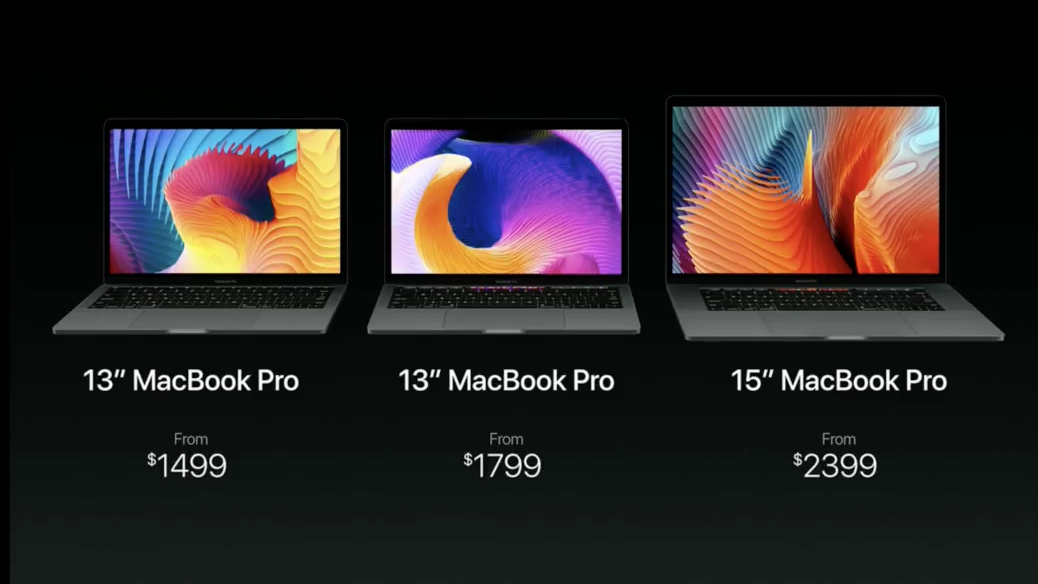 13” MacBook Pro
From
$1499
13” MacBook Pro
From
$1799
15” MacBook Pro
From
$2399